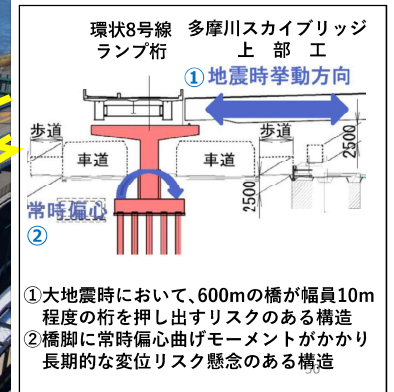 環状8号線 多摩川スカイブリッジ
ランプ桁 上 部 工
①地震時挙動方向
歩道 歩道
車道 車道
2500
2500
常時偏心
②
①大地震時において、600mの橋が幅員10m
程度の桁を押し出すリスクのある構造
②橋脚に常時偏心曲げモーメントがかかり
長期的な変位リスク懸念のある構造